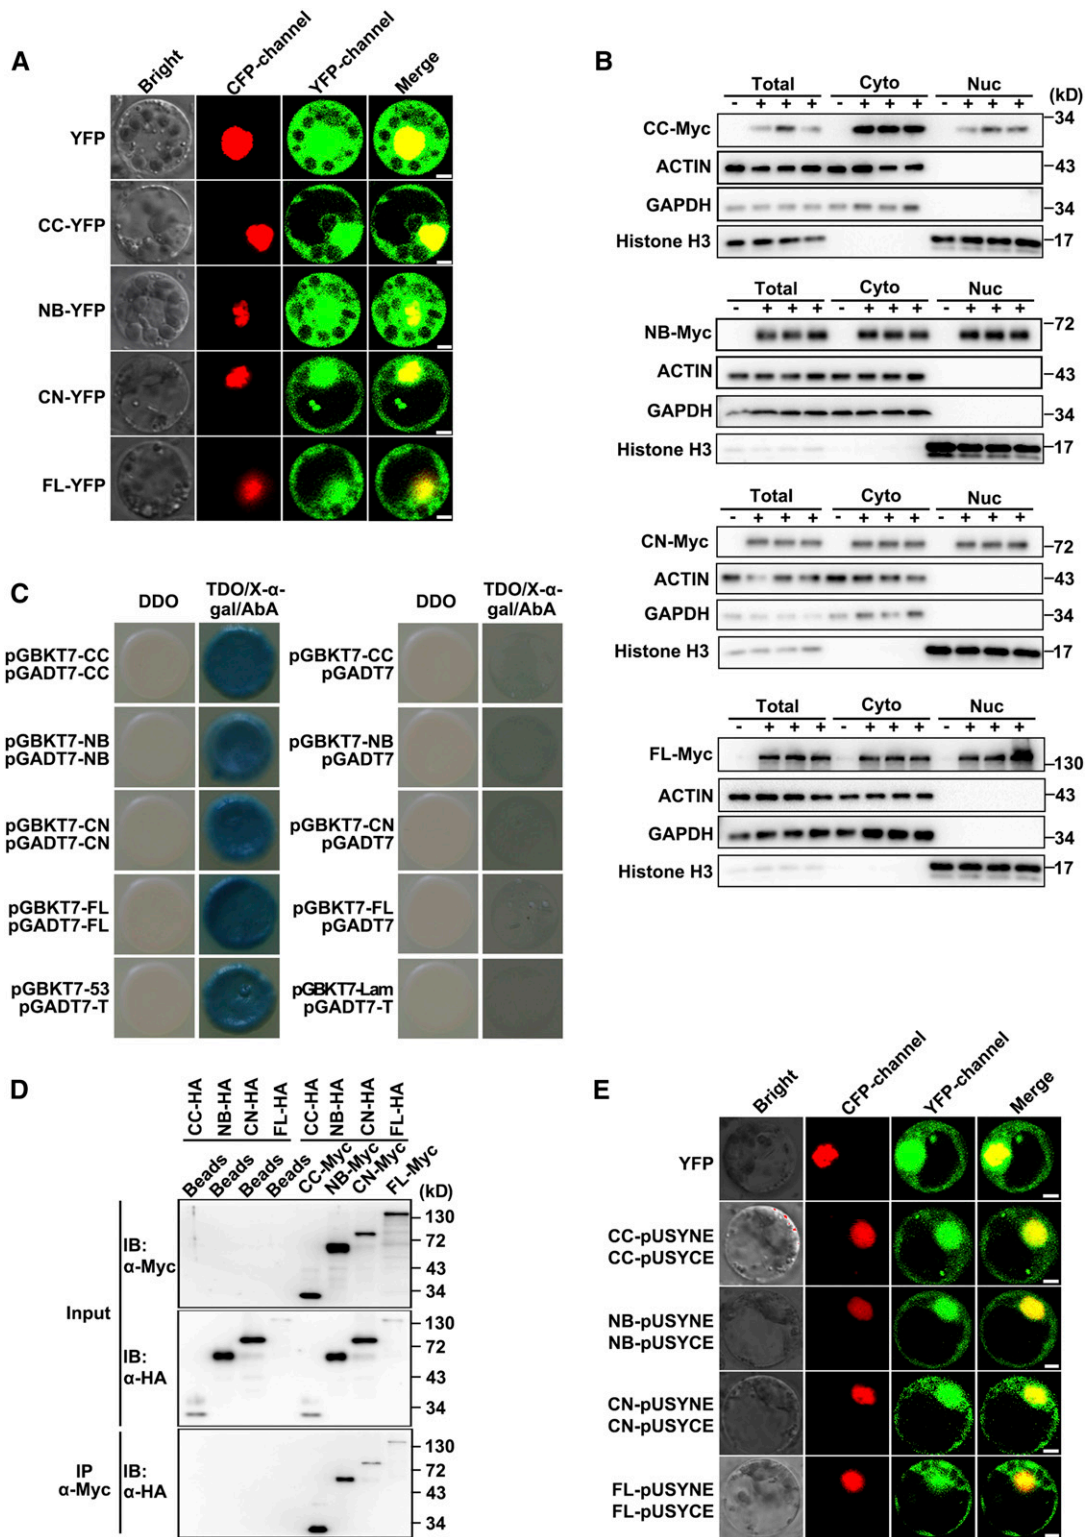 A
Bright
CFP-channel
YFP-channel
Merge
YFP
CC-YFP
NB-YFP
CN-YFP
FL-YFP
B
Total Cyto Nuc (kD)
- + + + - + + + - + + +
CC-Myc 34
ACTIN 43
GAPDH 34
Histone H3 17
Total Cyto Nuc
- + + + - + + + - + + +
NB-Myc 72
ACTIN 43
GAPDH 34
Histone H3 17
Total Cyto Nuc
- + + + - + + + - + + +
CN-Myc 72
ACTIN 43
GAPDH 34
Histone H3 17
Total Cyto Nuc
- + + + - + + + - + + +
FL-Myc 130
ACTIN 43
GAPDH 34
Histone H3 17
C
DDO
TDO/X-α-
gal/AbA
DDO
TDO/X-α-
gal/AbA
pGBKT7-CC
pGADT7-CC
pGBKT7-CC
pGADT7
pGBKT7-NB
pGADT7-NB
pGBKT7-NB
pGADT7
pGBKT7-CN
pGADT7-CN
pGBKT7-CN
pGADT7
pGBKT7-FL
pGADT7-FL
pGBKT7-FL
pGADT7
pGBKT7-53
pGADT7-T
pGBKT7-Lam
pGADT7-T
D
CC-HA
NB-HA
CN-HA
FL-HA
CC-HA
NB-HA
CN-HA
FL-HA
Beads
Beads
Beads
Beads
CC-Myc
NB-Myc
CN-Myc
FL-Myc
(kD)
Input
IB:
α-Myc
130
72
43
34
IB:
α-HA
130
72
43
34
IP
α-Myc
IB:
α-HA
130
72
43
34
E
Bright
CFP-channel
YFP-channel
Merge
YFP
CC-pUSYNE
CC-pUSYCE
NB-pUSYNE
NB-pUSYCE
CN-pUSYNE
CN-pUSYCE
FL-pUSYNE
FL-pUSYCE